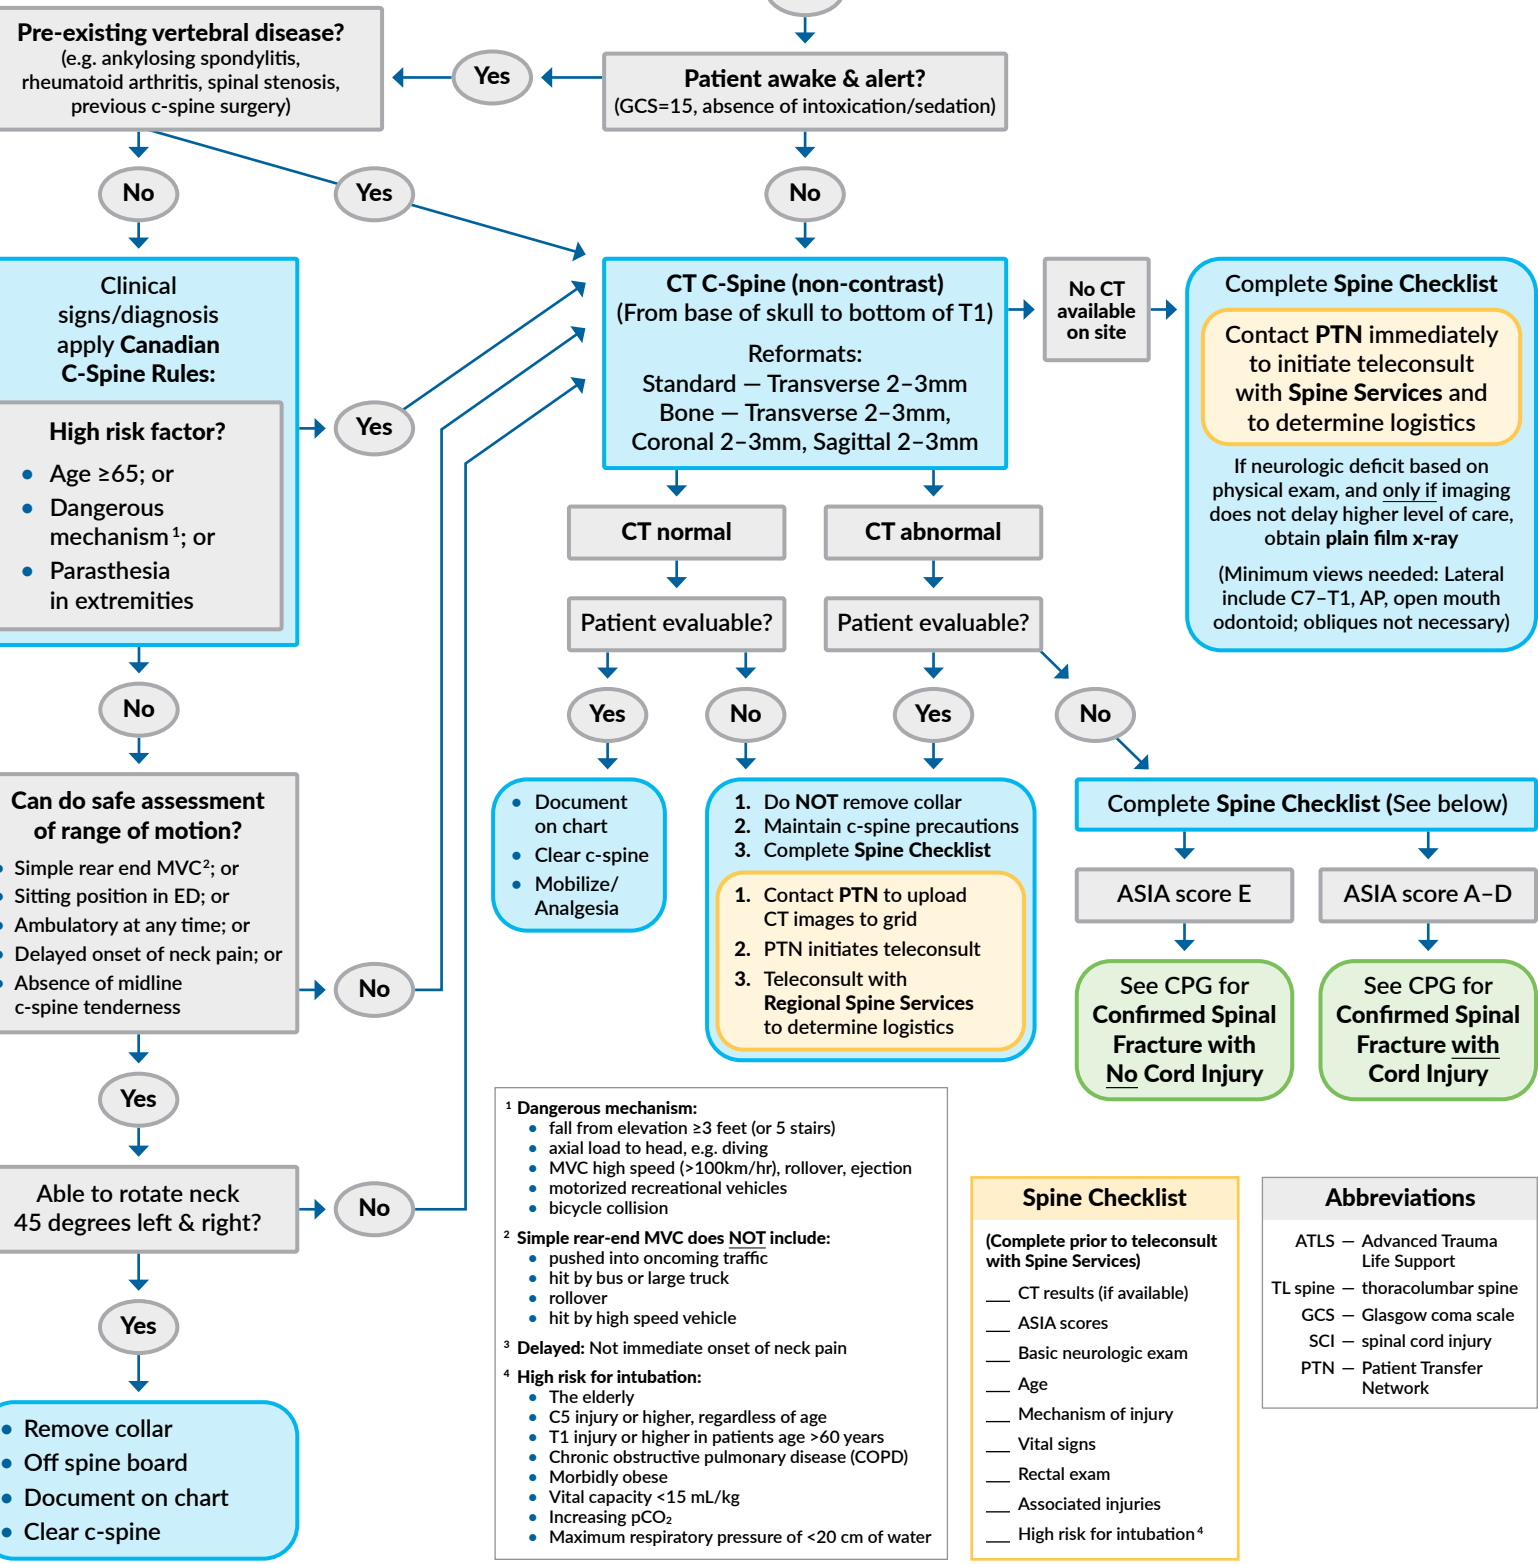 Pre-existing vertebral disease?
(e.g. ankylosing spondylitis,
rheumatoid arthritis, spinal stenosis,
previous c-spine surgery)
Yes
Patient awake & alert?
(GCS=15, absence of intoxication/sedation)
No
Yes
No
Clinical
signs/diagnosis
apply Canadian
C-Spine Rules:
High risk factor?
• Age ≥65; or
• Dangerous
mechanism¹; or
• Parasthesia
in extremities
Yes
CT C-Spine (non-contrast)
(From base of skull to bottom of T1)
Reformats:
Standard — Transverse 2–3mm
Bone — Transverse 2–3mm,
Coronal 2–3mm, Sagittal 2–3mm
No CT
available
on site
Complete Spine Checklist
Contact PTN immediately
to initiate teleconsult
with Spine Services and
to determine logistics
If neurologic deficit based on
physical exam, and only if imaging
does not delay higher level of care,
obtain plain film x-ray
(Minimum views needed: Lateral
include C7–T1, AP, open mouth
odontoid; obliques not necessary)
CT normal
CT abnormal
Patient evaluable?
Patient evaluable?
No
Yes
No
Yes
No
Can do safe assessment
of range of motion?
• Simple rear end MVC²; or
• Sitting position in ED; or
• Ambulatory at any time; or
• Delayed onset of neck pain; or
• Absence of midline
c-spine tenderness
No
• Document
on chart
• Clear c-spine
• Mobilize/
Analgesia
1. Do NOT remove collar
2. Maintain c-spine precautions
3. Complete Spine Checklist
1. Contact PTN to upload
CT images to grid
2. PTN initiates teleconsult
3. Teleconsult with
Regional Spine Services
to determine logistics
Complete Spine Checklist (See below)
ASIA score E
ASIA score A–D
See CPG for
Confirmed Spinal
Fracture with
No Cord Injury
See CPG for
Confirmed Spinal
Fracture with
Cord Injury
Yes
Able to rotate neck
45 degrees left & right?
No
Yes
• Remove collar
• Off spine board
• Document on chart
• Clear c-spine
¹ Dangerous mechanism:
• fall from elevation ≥3 feet (or 5 stairs)
• axial load to head, e.g. diving
• MVC high speed (>100km/hr), rollover, ejection
• motorized recreational vehicles
• bicycle collision
² Simple rear-end MVC does NOT include:
• pushed into oncoming traffic
• hit by bus or large truck
• rollover
• hit by high speed vehicle
³ Delayed: Not immediate onset of neck pain
⁴ High risk for intubation:
• The elderly
• C5 injury or higher, regardless of age
• T1 injury or higher in patients age >60 years
• Chronic obstructive pulmonary disease (COPD)
• Morbidly obese
• Vital capacity <15 mL/kg
• Increasing pCO₂
• Maximum respiratory pressure of <20 cm of water
Spine Checklist
(Complete prior to teleconsult
with Spine Services)
___ CT results (if available)
___ ASIA scores
___ Basic neurologic exam
___ Age
___ Mechanism of injury
___ Vital signs
___ Rectal exam
___ Associated injuries
___ High risk for intubation⁴
Abbreviations
ATLS — Advanced Trauma
Life Support
TL spine — thoracolumbar spine
GCS — Glasgow coma scale
SCI — spinal cord injury
PTN — Patient Transfer
Network